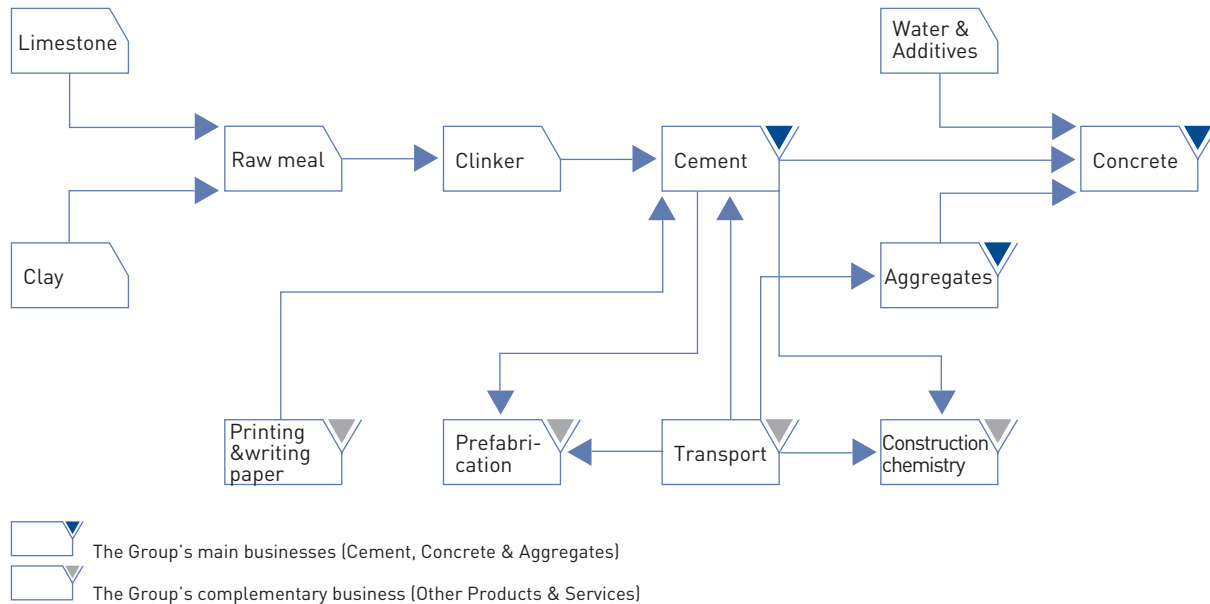 Limestone
Water &
Additives
Raw meal
Clinker
Cement
Concrete
Clay
Aggregates
Printing
&writing
paper
Prefabri-
cation
Transport
Construction
chemistry
The Group's main businesses (Cement, Concrete & Aggregates)
The Group's complementary business (Other Products & Services)